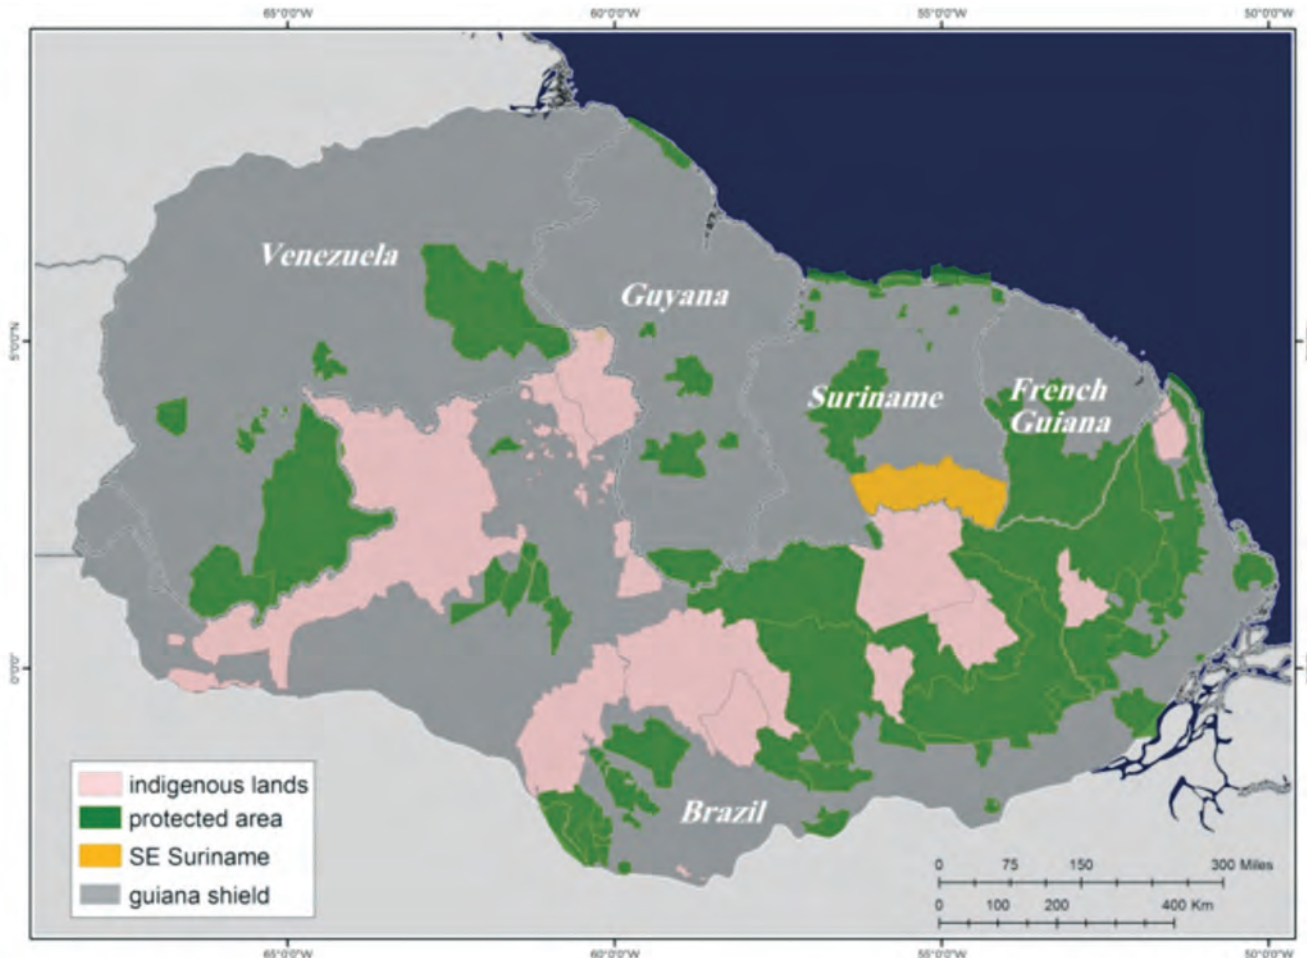 65°0'0"W 60°0'0"W 55°0'0"W 50°0'0"W
Venezuela
Guyana
5°0'0"N
Suriname
French
Guiana
0°0'0"
indigenous lands
protected area
SE Suriname
guiana shield
Brazil
0 75 150 300 Miles
0 100 200 400 Km
65°0'0"W 60°0'0"W 55°0'0"W 50°0'0"W